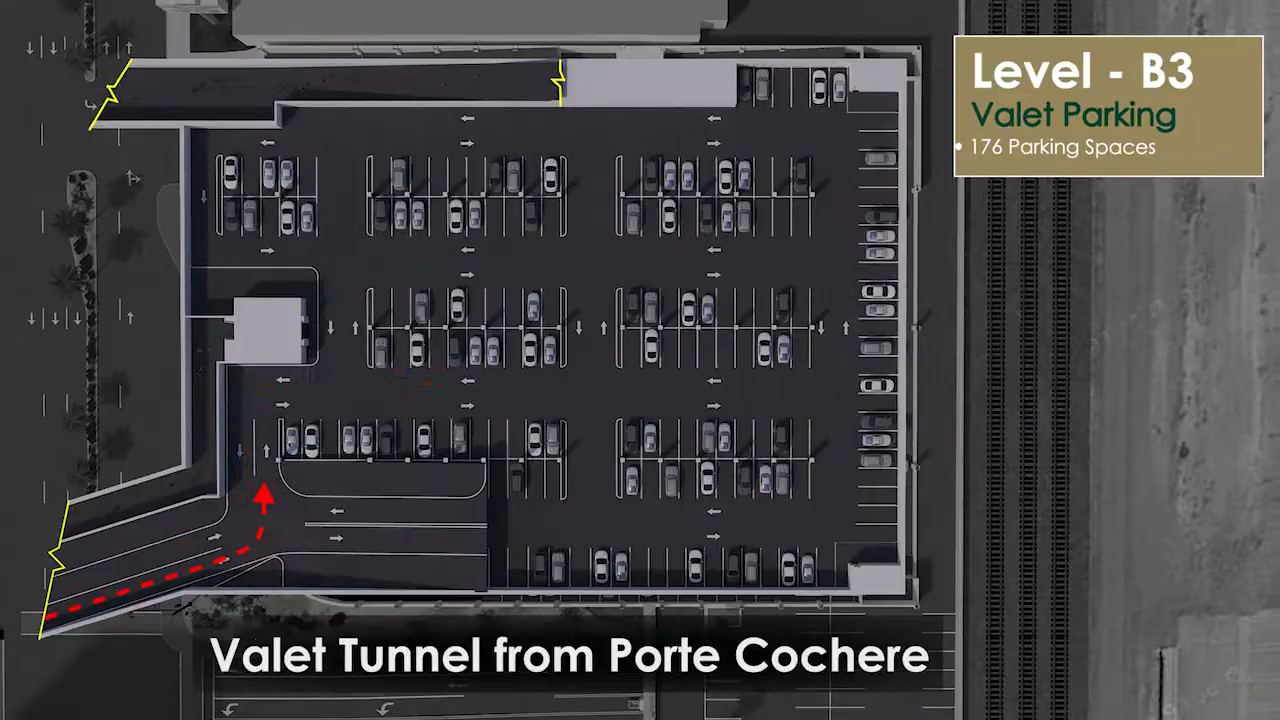 Level - B3
Valet Parking
• 176 Parking Spaces
Valet Tunnel from Porte Cochere